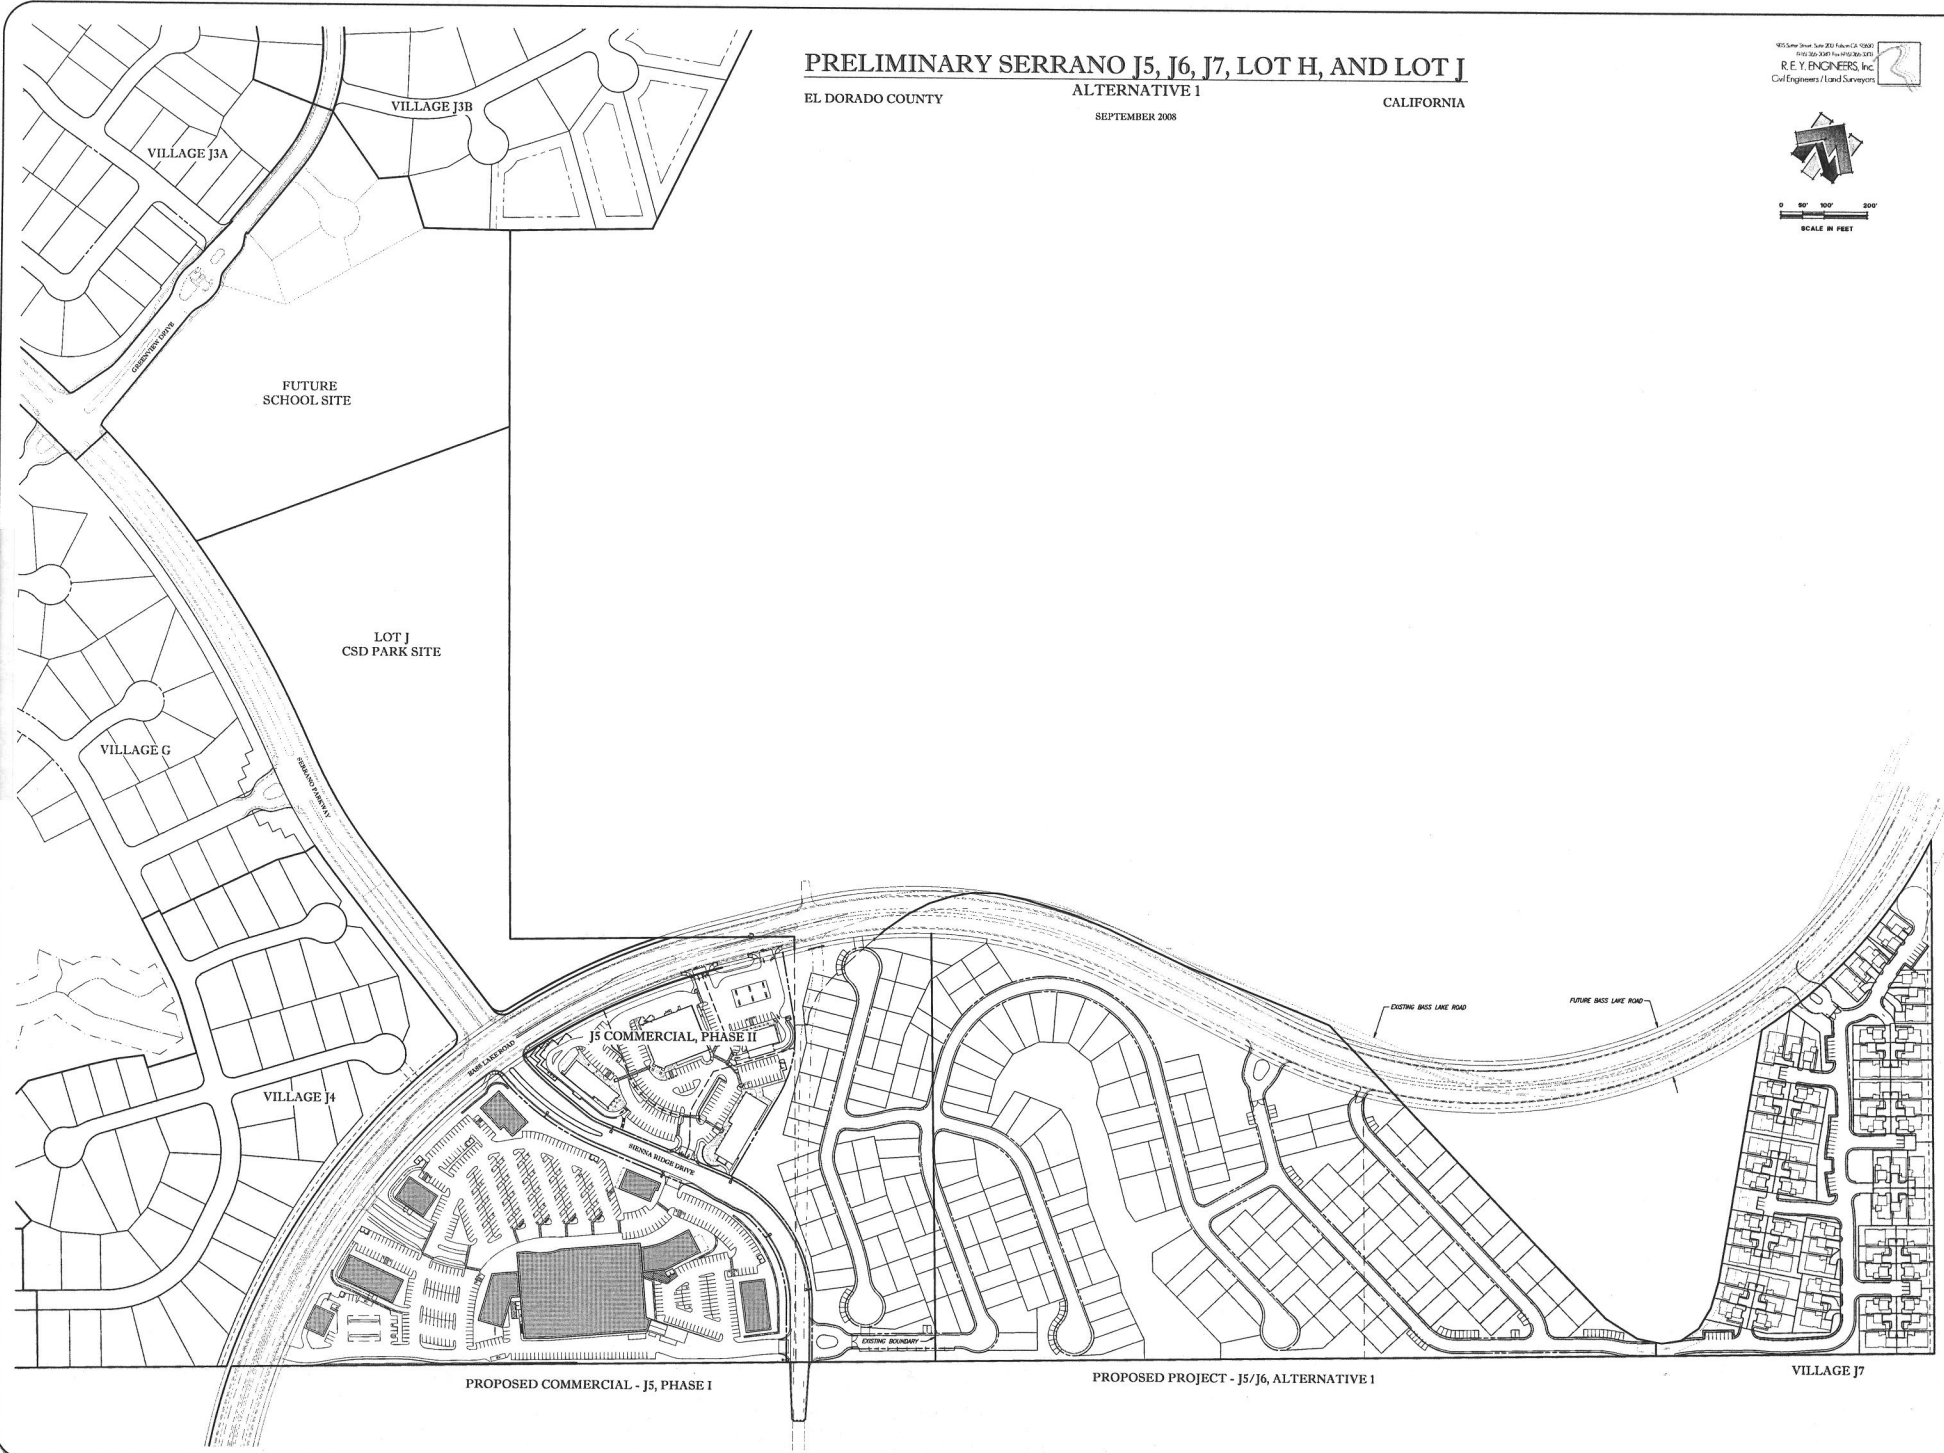 PRELIMINARY SERRANO J5, J6, J7, LOT H, AND LOT J
ALTERNATIVE 1
EL DORADO COUNTY
CALIFORNIA
SEPTEMBER 2008
R.E.Y. ENGINEERS, Inc.
Civil Engineers / Land Surveyors
0 50' 100' 200'
SCALE IN FEET
VILLAGE J3B
VILLAGE J3A
GREENVIEW DRIVE
FUTURE
SCHOOL SITE
LOT J
CSD PARK SITE
VILLAGE G
SERRANO PARKWAY
EXISTING BASS LAKE ROAD
FUTURE BASS LAKE ROAD
J5 COMMERCIAL, PHASE II
BASS LAKE ROAD
VILLAGE J4
SIENNA RIDGE DRIVE
EXISTING BOUNDARY
PROPOSED COMMERCIAL - J5, PHASE I
PROPOSED PROJECT - J5/J6, ALTERNATIVE 1
VILLAGE J7